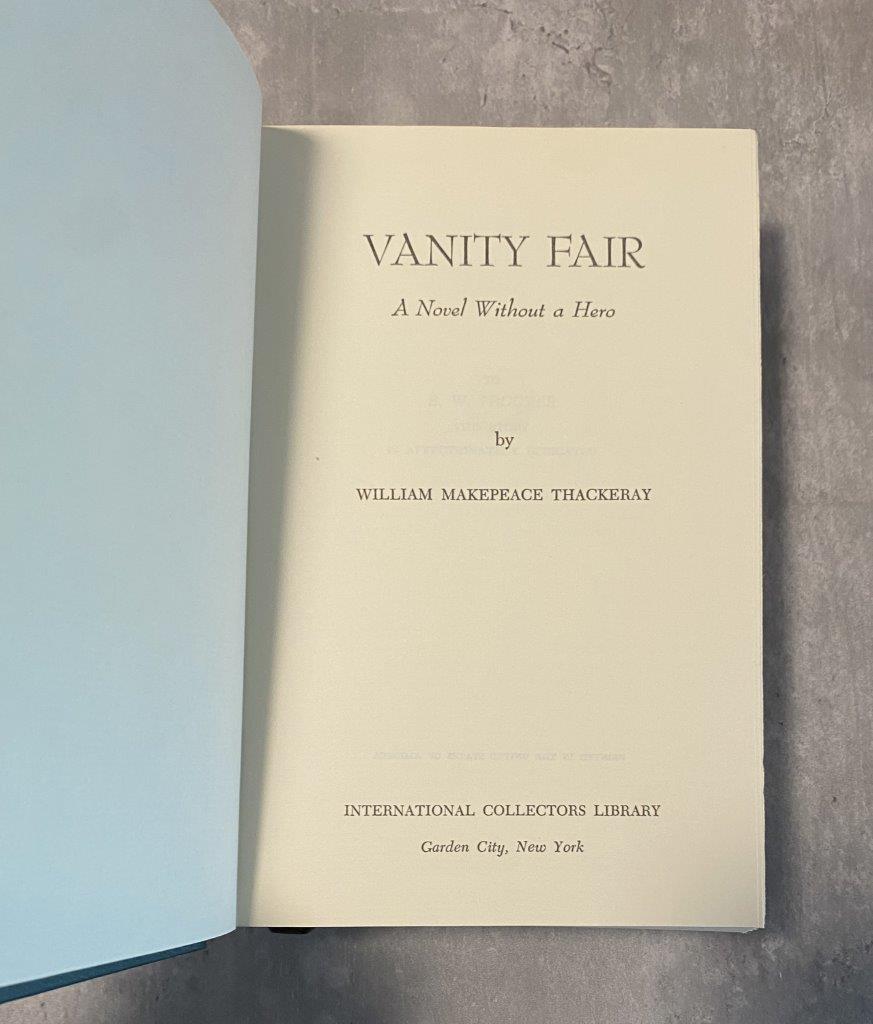 VANITY FAIR
A Novel Without a Hero
by
WILLIAM MAKEPEACE THACKERAY
INTERNATIONAL COLLECTORS LIBRARY
Garden City, New York